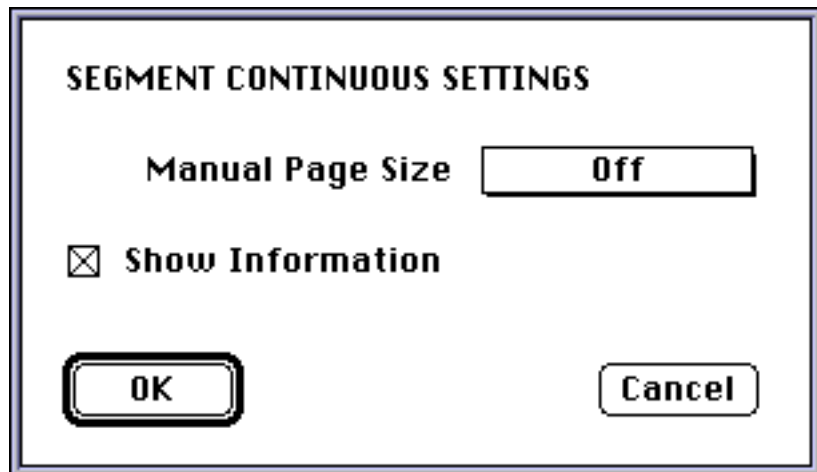 SEGMENT CONTINUOUS SETTINGS
Manual Page Size Off
Show Information
OK Cancel